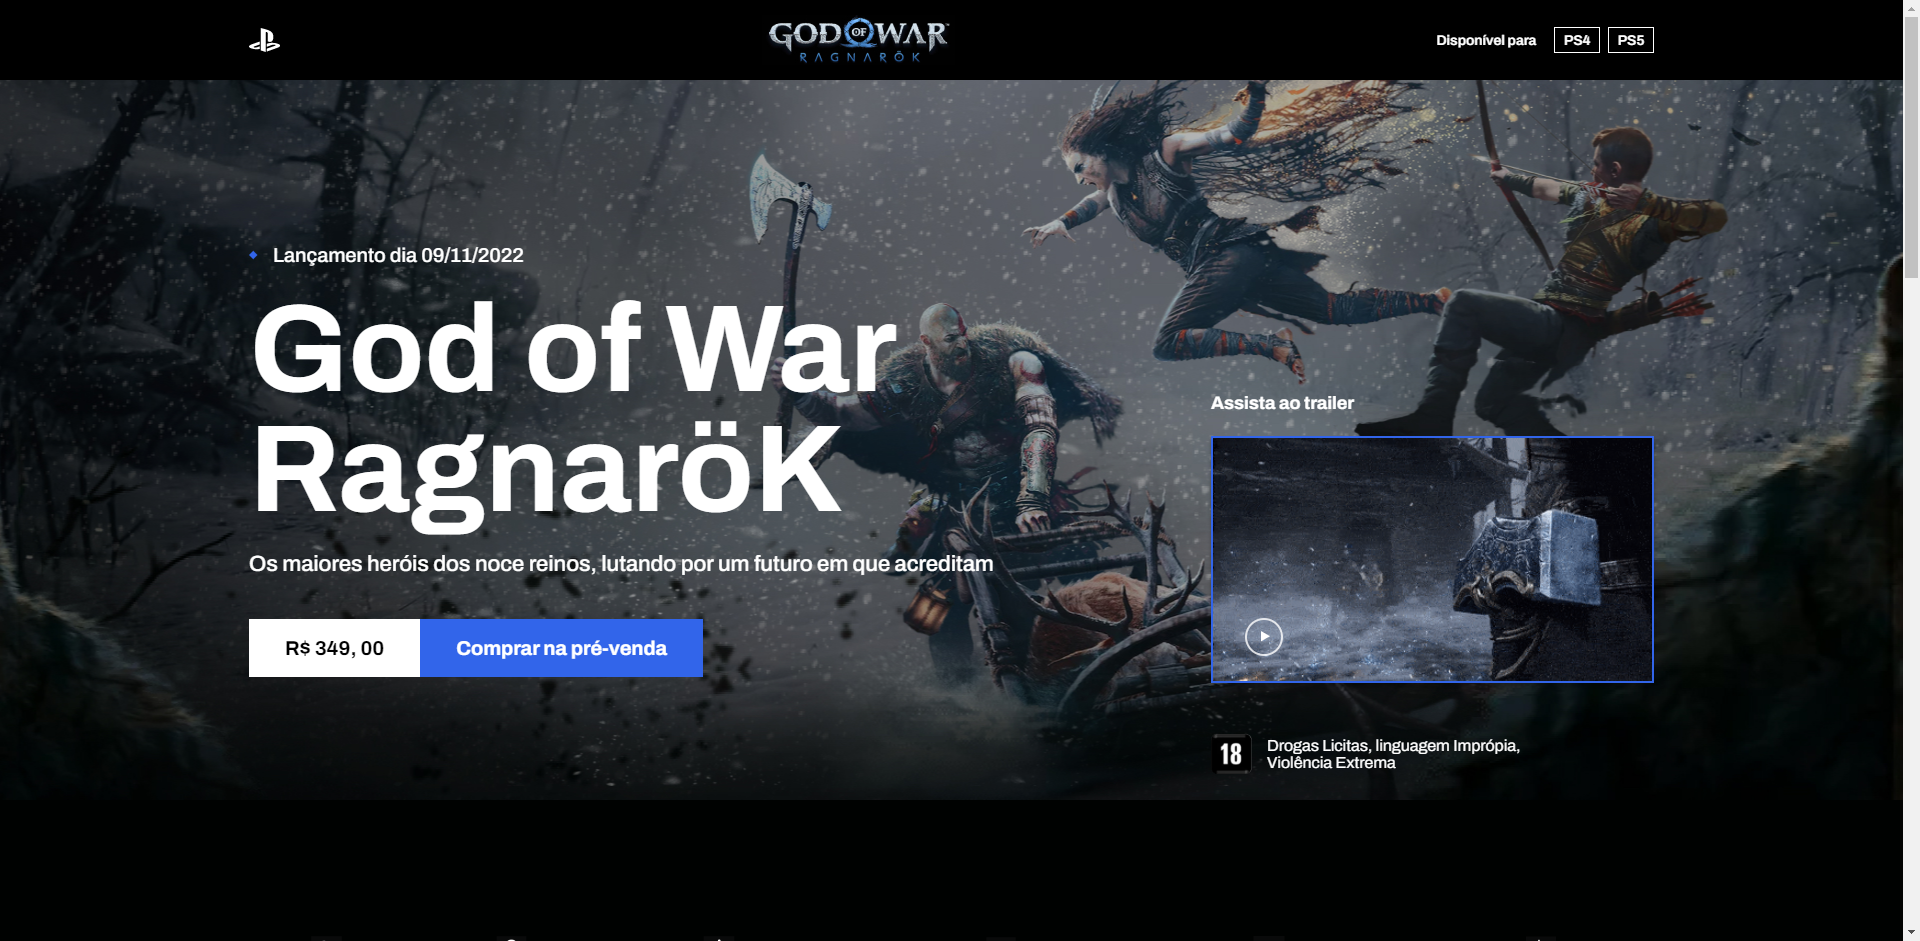 GOD OF WAR
RAGNARÖK
Disponível para
PS4
PS5
Lançamento dia 09/11/2022
God of War
RagnaröK
Os maiores heróis dos noce reinos, lutando por um futuro em que acreditam
R$ 349, 00
Comprar na pré-venda
Assista ao trailer
18
Drogas Licitas, linguagem Imprópia,
Violência Extrema